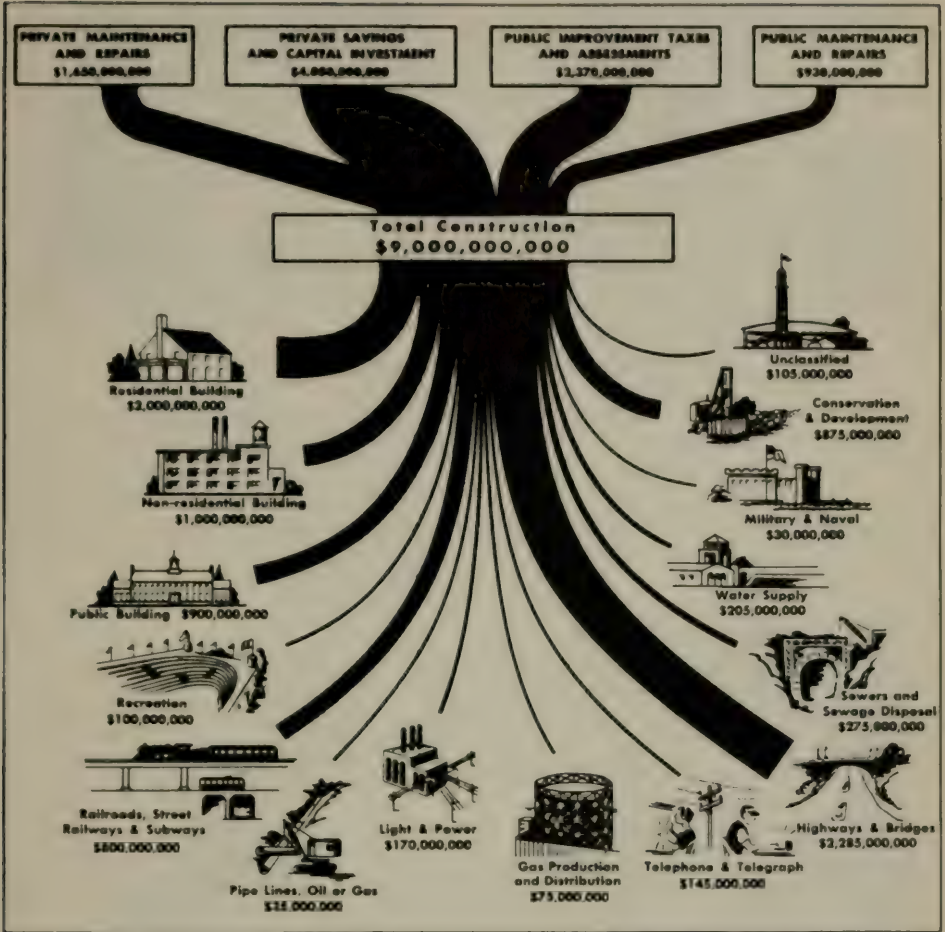 PRIVATE MAINTENANCE
AND REPAIRS
$1,650,000,000
PRIVATE SAVINGS
AND CAPITAL INVESTMENT
$4,050,000,000
PUBLIC IMPROVEMENT TAXES
AND ASSESSMENTS
$2,370,000,000
PUBLIC MAINTENANCE
AND REPAIRS
$930,000,000
Total Construction
$9,000,000,000
Residential Building
$2,000,000,000
Non-residential Building
$1,000,000,000
Public Building $900,000,000
Recreation
$100,000,000
Railroads, Street
Railways & Subways
$800,000,000
Pipe Lines, Oil or Gas
$35,000,000
Light & Power
$170,000,000
Gas Production
and Distribution
$75,000,000
Telephone & Telegraph
$145,000,000
Highways & Bridges
$2,285,000,000
Sewers and
Sewage Disposal
$275,000,000
Water Supply
$205,000,000
Military & Naval
$30,000,000
Conservation
& Development
$875,000,000
Unclassified
$105,000,000